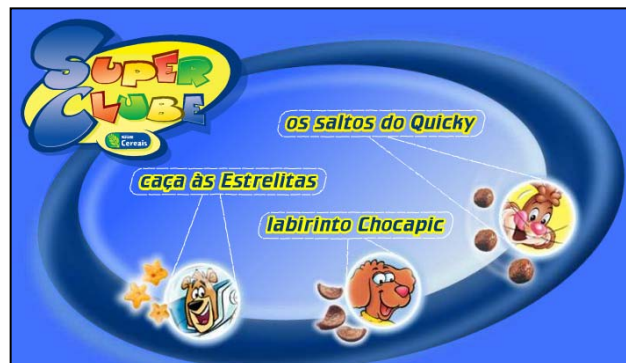 SUPER
CLUBE
Cereais
os saltos do Quicky
caça às Estrelitas
labirinto Chocapic